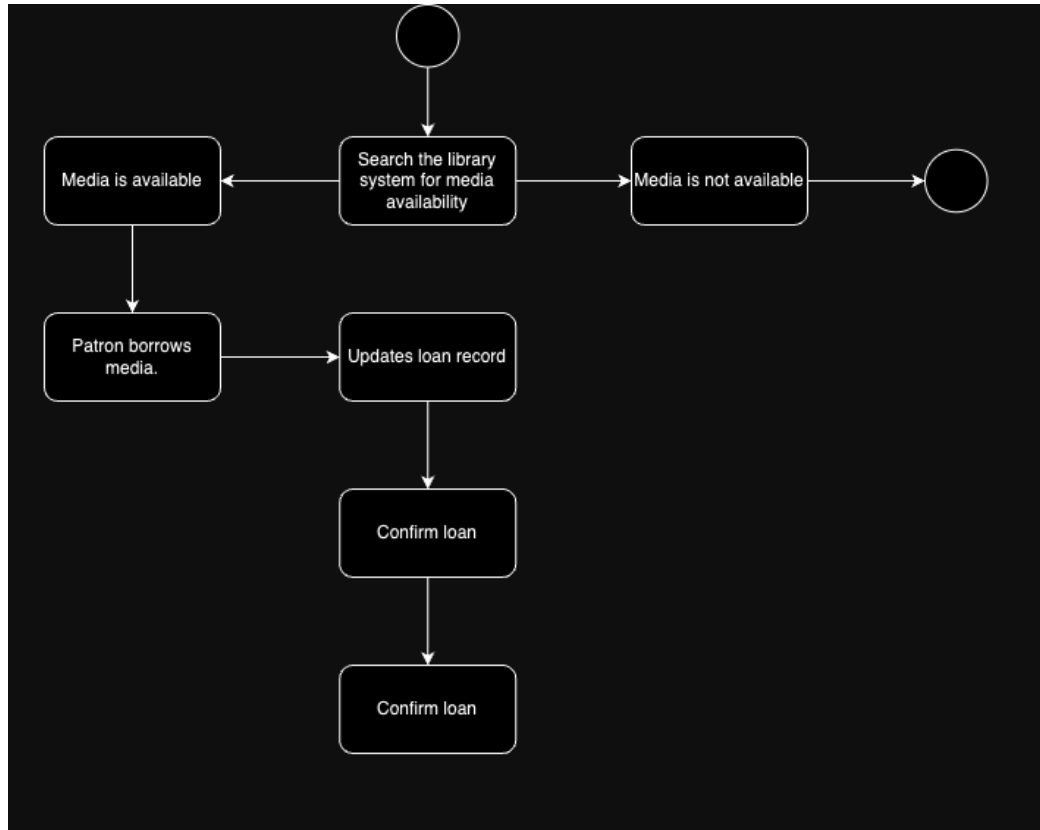 Media is available
Search the library
system for media
availability
Media is not available
Patron borrows
media.
Updates loan record
Confirm loan
Confirm loan